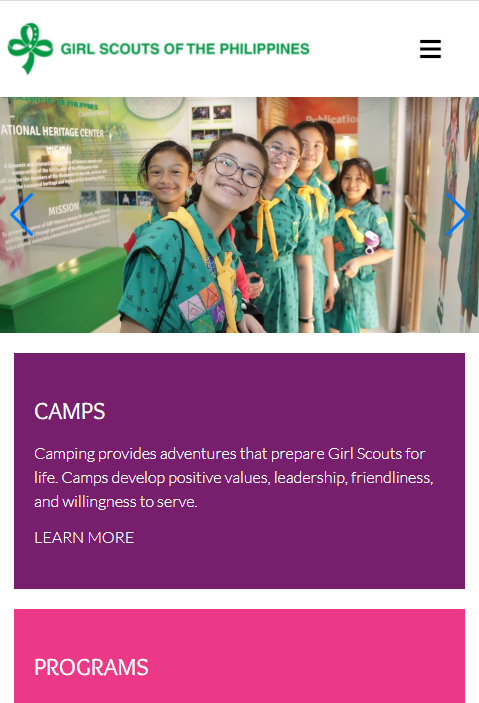 GIRL SCOUTS OF THE PHILIPPINES
ATIONAL HERITAGE CENTER
VISION
Publication
MISSION
CAMPS
Camping provides adventures that prepare Girl Scouts for
life. Camps develop positive values, leadership, friendliness,
and willingness to serve.
LEARN MORE
PROGRAMS